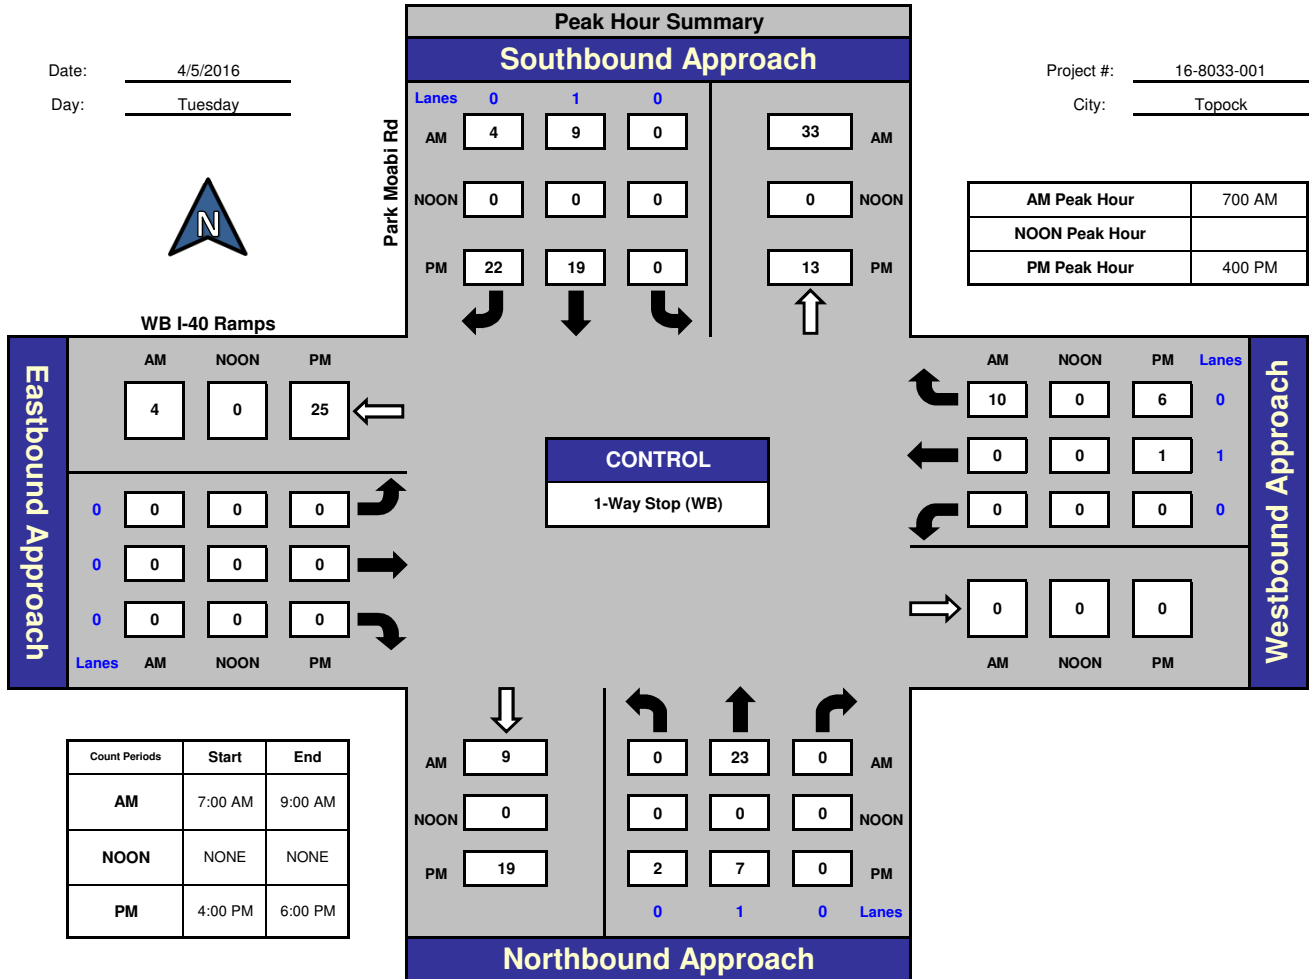 Peak Hour Summary
Southbound Approach
Date: 4/5/2016
Day: Tuesday
Project #: 16-8033-001
City: Topock
N
Park Moabi Rd
Lanes 0 1 0
AM 4 9 0 33 AM
NOON 0 0 0 0 NOON
PM 22 19 0 13 PM
AM Peak Hour 700 AM
NOON Peak Hour
PM Peak Hour 400 PM
WB I-40 Ramps
Eastbound Approach
AM NOON PM
4 0 25
0 0 0 0
0 0 0 0
0 0 0 0
Lanes AM NOON PM
CONTROL
1-Way Stop (WB)
AM NOON PM Lanes
10 0 6 0
0 0 1 1
0 0 0 0
0 0 0
AM NOON PM
Westbound Approach
Count Periods Start End
AM 7:00 AM 9:00 AM
NOON NONE NONE
PM 4:00 PM 6:00 PM
AM 9 0 23 0 AM
NOON 0 0 0 0 NOON
PM 19 2 7 0 PM
0 1 0 Lanes
Northbound Approach